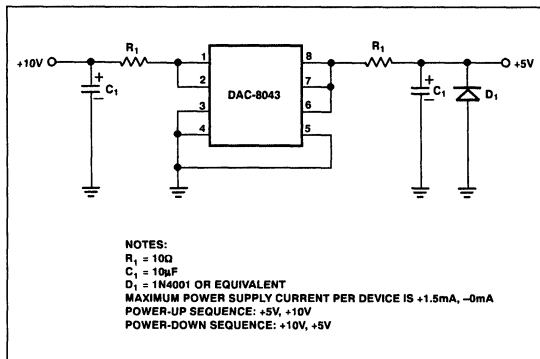 +10V
R1
+
–
C1
1
2
3
4
DAC-8043
8
7
6
5
R1
+
–
C1
D1
+5V
NOTES:
R1 = 10Ω
C1 = 10μF
D1 = 1N4001 OR EQUIVALENT
MAXIMUM POWER SUPPLY CURRENT PER DEVICE IS +1.5mA, –0mA
POWER-UP SEQUENCE: +5V, +10V
POWER-DOWN SEQUENCE: +10V, +5V